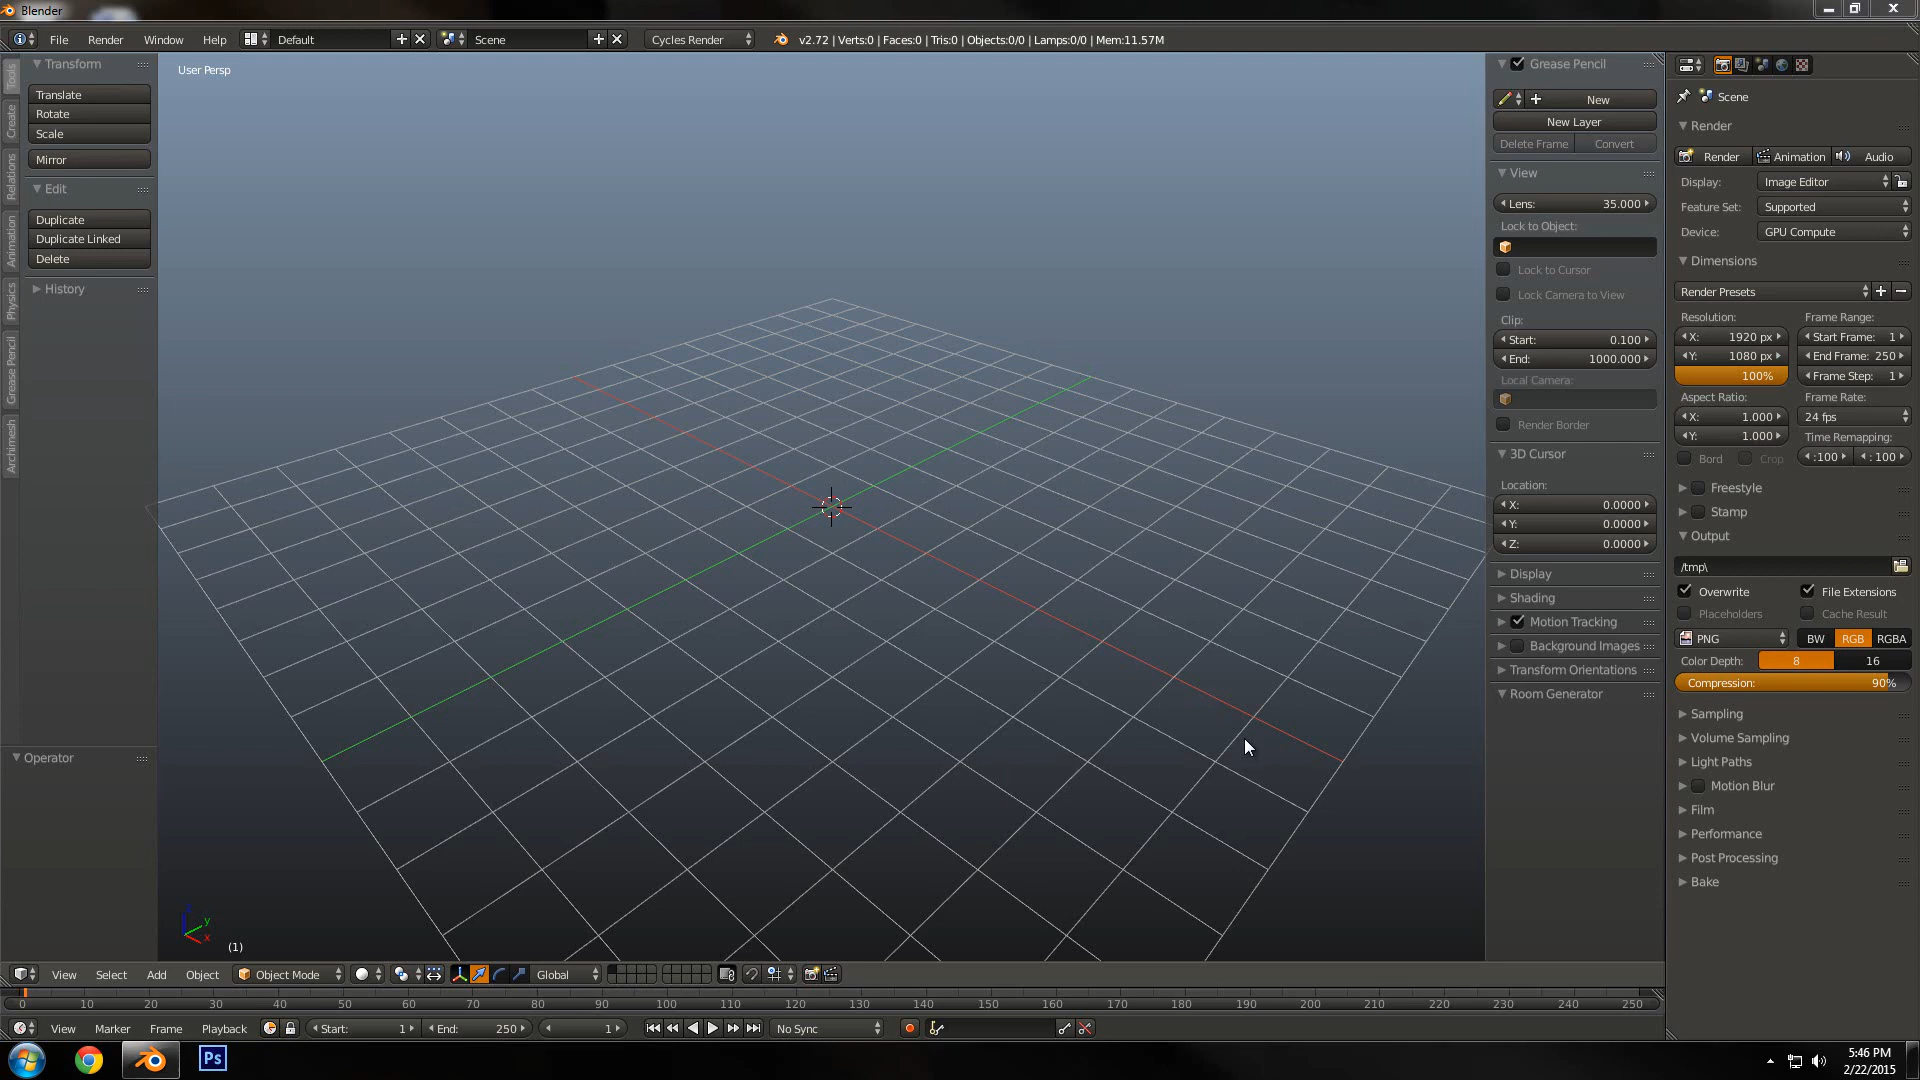 Blender
File Render Window Help Default Scene Cycles Render v2.72 | Verts:0 | Faces:0 | Tris:0 | Objects:0/0 | Lamps:0/0 | Mem:11.57M
Tools
Create
Relations
Animation
Physics
Grease Pencil
Archimesh
Transform
Translate
Rotate
Scale
Mirror
Edit
Duplicate
Duplicate Linked
Delete
History
Operator
User Persp
z
y
x
(1)
Grease Pencil
New
New Layer
Delete Frame Convert
View
Lens: 35.000
Lock to Object:
Lock to Cursor
Lock Camera to View
Clip:
Start: 0.100
End: 1000.000
Local Camera:
Render Border
3D Cursor
Location:
X: 0.0000
Y: 0.0000
Z: 0.0000
Display
Shading
Motion Tracking
Background Images
Transform Orientations
Room Generator
Scene
Render
Render Animation Audio
Display: Image Editor
Feature Set: Supported
Device: GPU Compute
Dimensions
Render Presets
Resolution: Frame Range:
X: 1920 px Start Frame: 1
Y: 1080 px End Frame: 250
100% Frame Step: 1
Aspect Ratio: Frame Rate:
X: 1.000 24 fps
Y: 1.000 Time Remapping:
Bord Crop :100 : 100
Freestyle
Stamp
Output
/tmp\
Overwrite File Extensions
Placeholders Cache Result
PNG BW RGB RGBA
Color Depth: 8 16
Compression: 90%
Sampling
Volume Sampling
Light Paths
Motion Blur
Film
Performance
Post Processing
Bake
View Select Add Object Object Mode Global
0 10 20 30 40 50 60 70 80 90 100 110 120 130 140 150 160 170 180 190 200 210 220 230 240 250
View Marker Frame Playback Start: 1 End: 250 1 No Sync
Ps
5:46 PM
2/22/2015